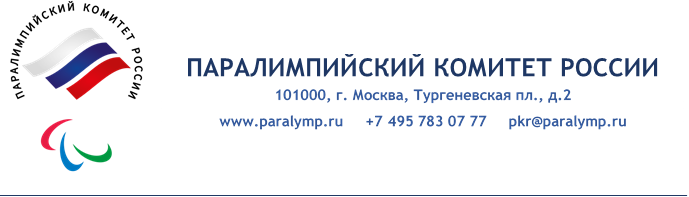 ПАРАЛИМПИЙСКИЙ КОМИТЕТ РОССИИ
ПАРАЛИМПИЙСКИЙ КОМИТЕТ РОССИИ
101000, г. Москва, Тургеневская пл., д.2
www.paralymp.ru +7 495 783 07 77 pkr@paralymp.ru